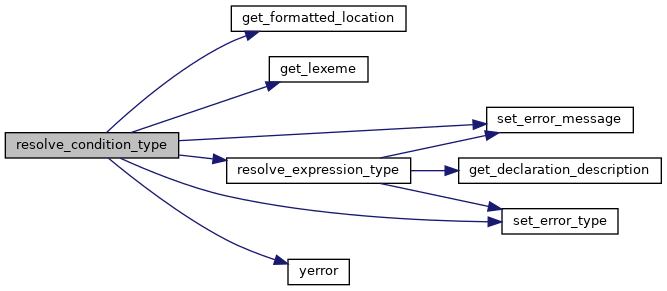 get_formatted_location
get_lexeme
set_error_message
resolve_condition_type
resolve_expression_type
get_declaration_description
set_error_type
yerror